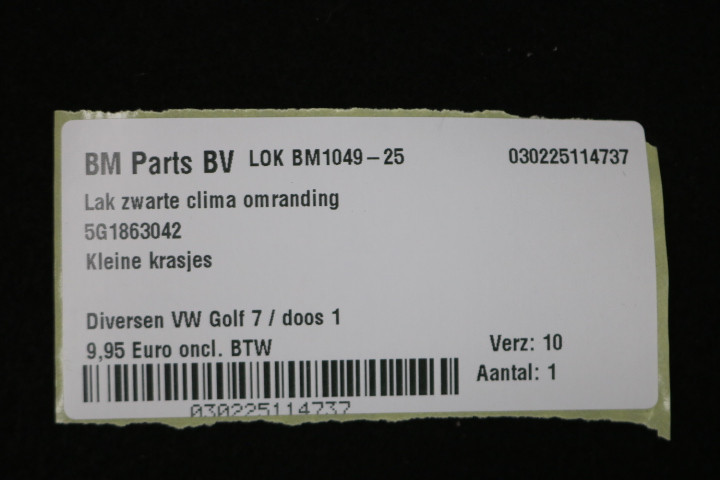 BM Parts BV LOK BM1049-25 030225114737
Lak zwarte clima omranding
5G1863042
Kleine krasjes
Diversen VW Golf 7 / doos 1
9,95 Euro oncl. BTW Verz: 10
Aantal: 1
030225114737